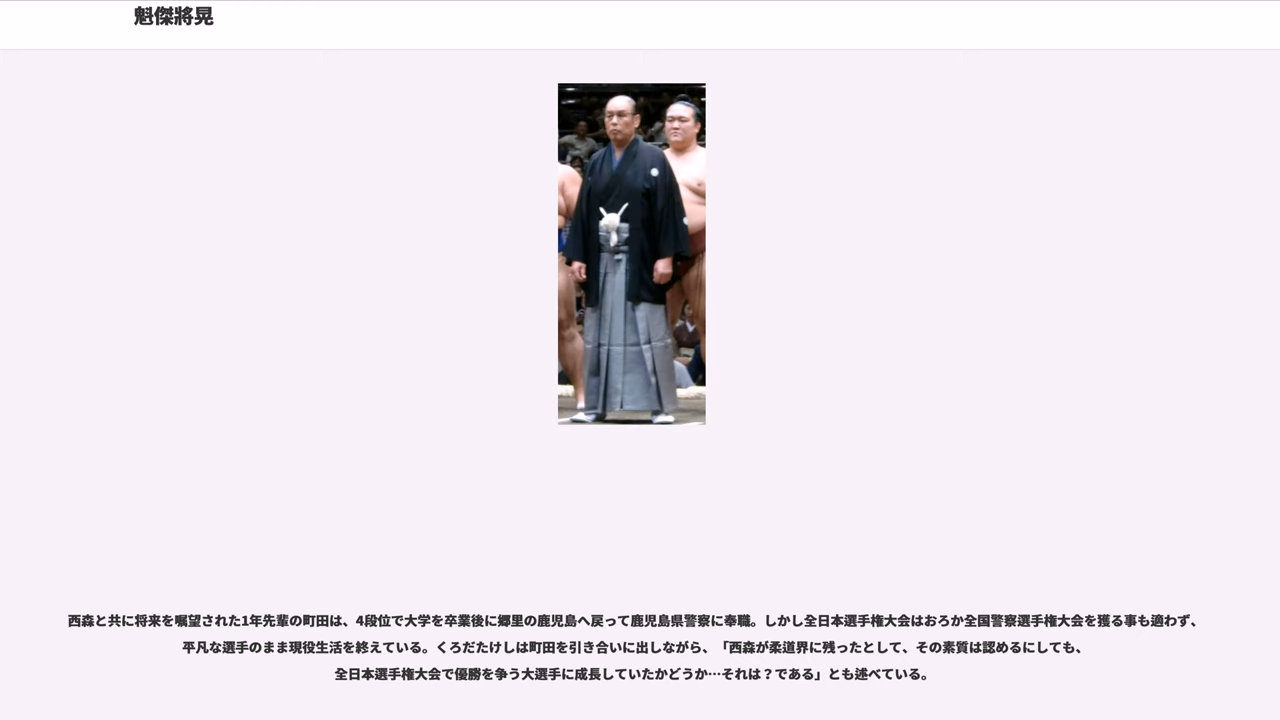 魁傑將晃
西森と共に将来を嘱望された1年先輩の町田は、4段位で大学を卒業後に郷里の鹿児島へ戻って鹿児島県警察に奉職。しかし全日本選手権大会はおろか全国警察選手権大会を獲る事も適わず、
平凡な選手のまま現役生活を終えている。くろだたけしは町田を引き合いに出しながら、「西森が柔道界に残ったとして、その素質は認めるにしても、
全日本選手権大会で優勝を争う大選手に成長していたかどうか…それは？である」とも述べている。